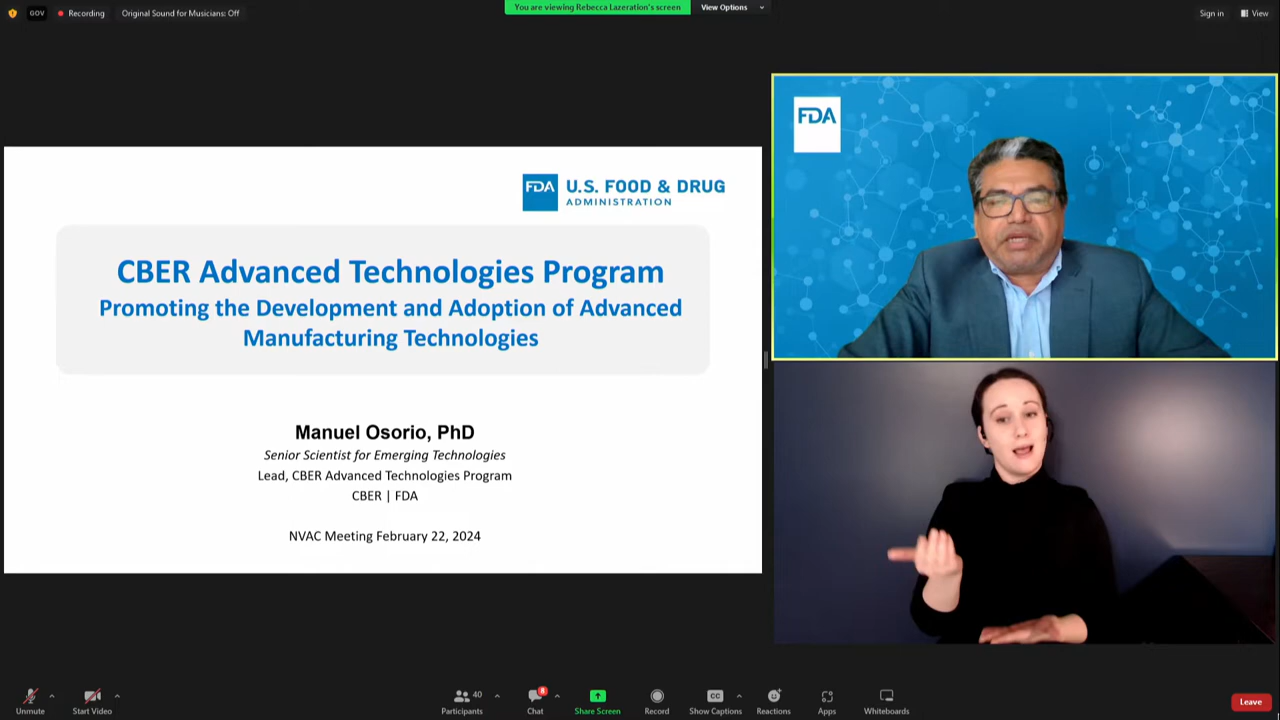 GOV
Recording
Original Sound for Musicians: Off
You are viewing Rebecca Lazeration's screen
View Options
Sign in
View
FDA
U.S. FOOD & DRUG
ADMINISTRATION
CBER Advanced Technologies Program
Promoting the Development and Adoption of Advanced
Manufacturing Technologies
Manuel Osorio, PhD
Senior Scientist for Emerging Technologies
Lead, CBER Advanced Technologies Program
CBER | FDA
NVAC Meeting February 22, 2024
FDA
Unmute
Start Video
40
Participants
8
Chat
Share Screen
Record
CC
Show Captions
Reactions
Apps
Whiteboards
Leave